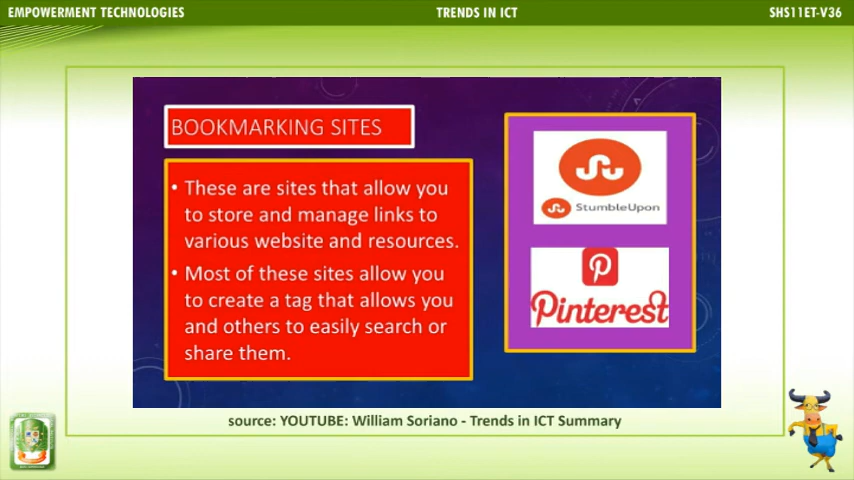 EMPOWERMENT TECHNOLOGIES
TRENDS IN ICT
SHS11ET-V36
BOOKMARKING SITES
• These are sites that allow you
to store and manage links to
various website and resources.
• Most of these sites allow you
to create a tag that allows you
and others to easily search or
share them.
StumbleUpon
Pinterest
source: YOUTUBE: William Soriano - Trends in ICT Summary